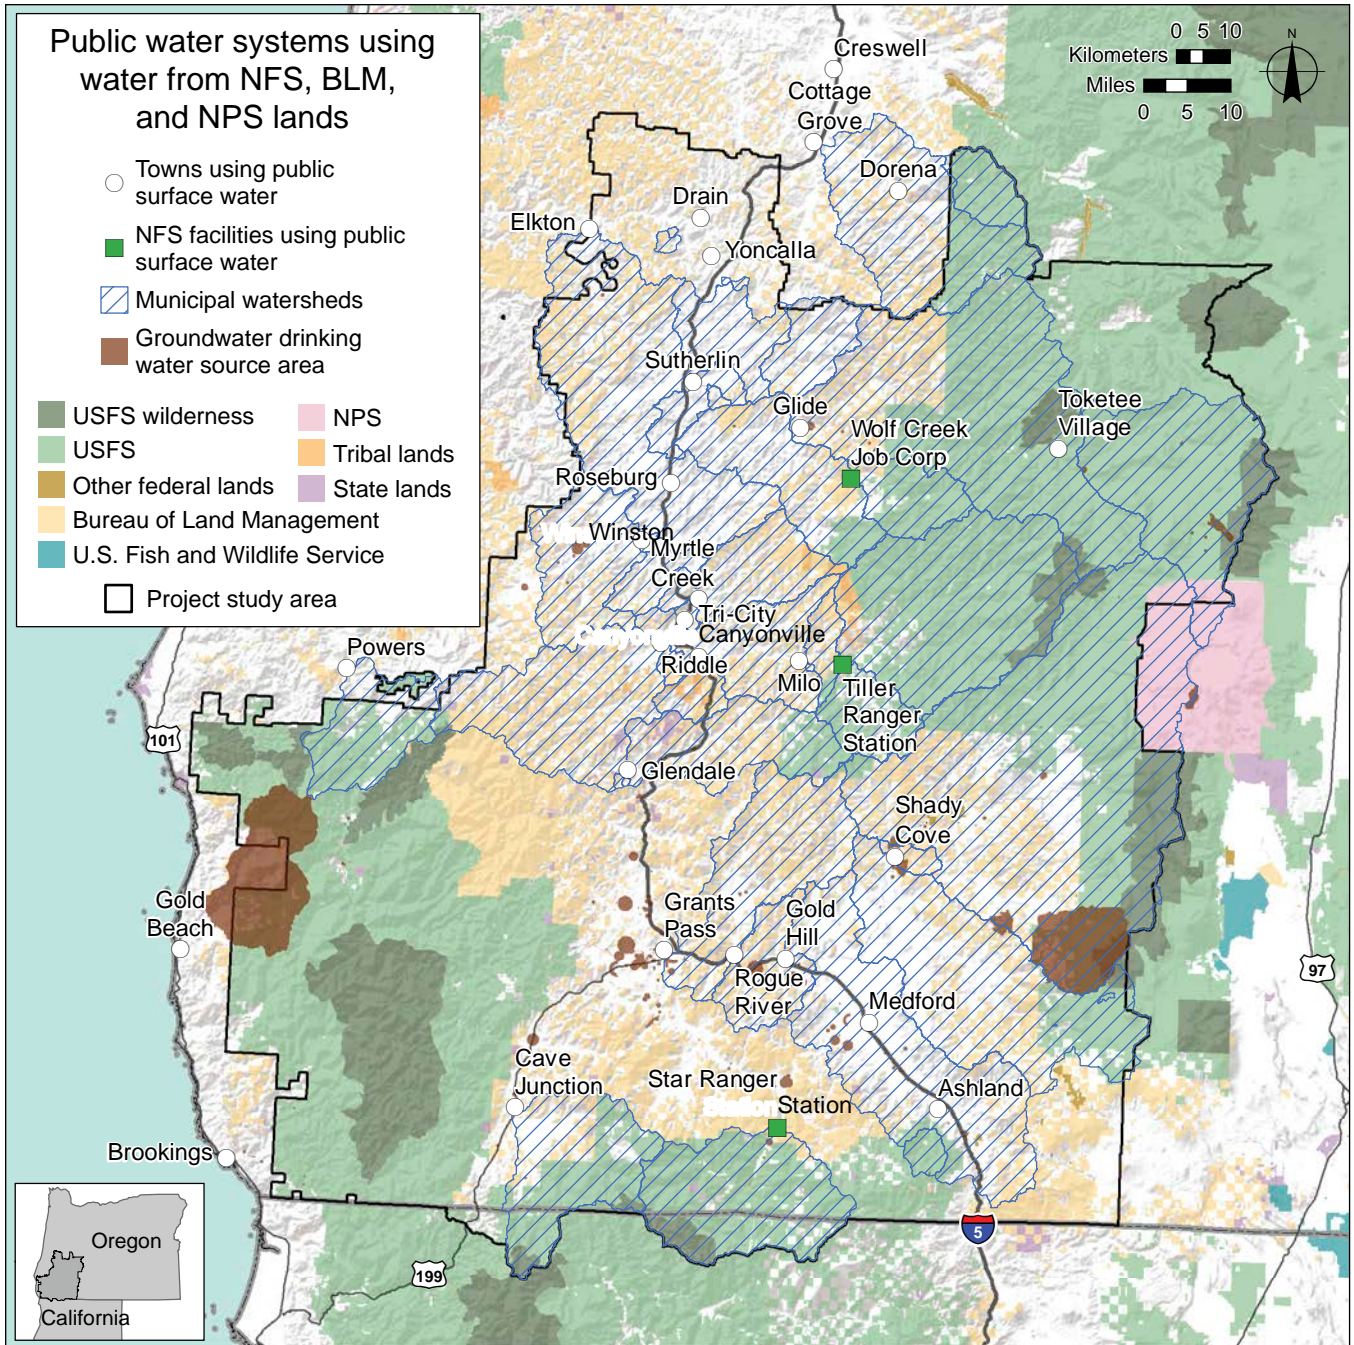 Public water systems using
water from NFS, BLM,
and NPS lands
Towns using public
surface water
NFS facilities using public
surface water
Municipal watersheds
Groundwater drinking
water source area
USFS wilderness
USFS
Other federal lands
Bureau of Land Management
U.S. Fish and Wildlife Service
NPS
Tribal lands
State lands
Project study area
0 5 10
Kilometers
Miles
0 5 10
N
Creswell
Cottage
Grove
Dorena
Drain
Elkton
Yoncalla
Sutherlin
Glide
Toketee
Village
Wolf Creek
Job Corp
Roseburg
Winston
Myrtle
Creek
Tri-City
Canyonville
Riddle
Powers
Milo
Tiller
Ranger
Station
101
Glendale
Shady
Cove
Gold
Beach
Grants
Pass
Gold
Hill
Rogue
River
97
Medford
Cave
Junction
Star Ranger
Station
Ashland
Brookings
5
199
Oregon
California